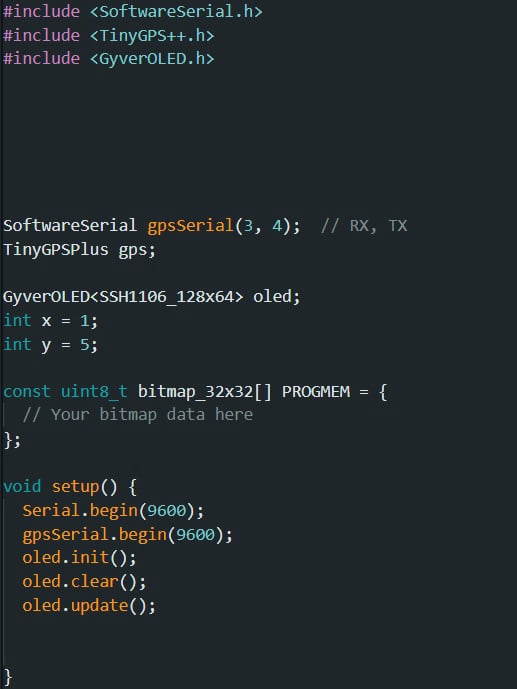 #include <SoftwareSerial.h>
#include <TinyGPS++.h>
#include <GyverOLED.h>
SoftwareSerial gpsSerial(3, 4);  // RX, TX
TinyGPSPlus gps;
GyverOLED<SSH1106_128x64> oled;
int x = 1;
int y = 5;
const uint8_t bitmap_32x32[] PROGMEM = {
  // Your bitmap data here
};
void setup() {
  Serial.begin(9600);
  gpsSerial.begin(9600);
  oled.init();
  oled.clear();
  oled.update();
}